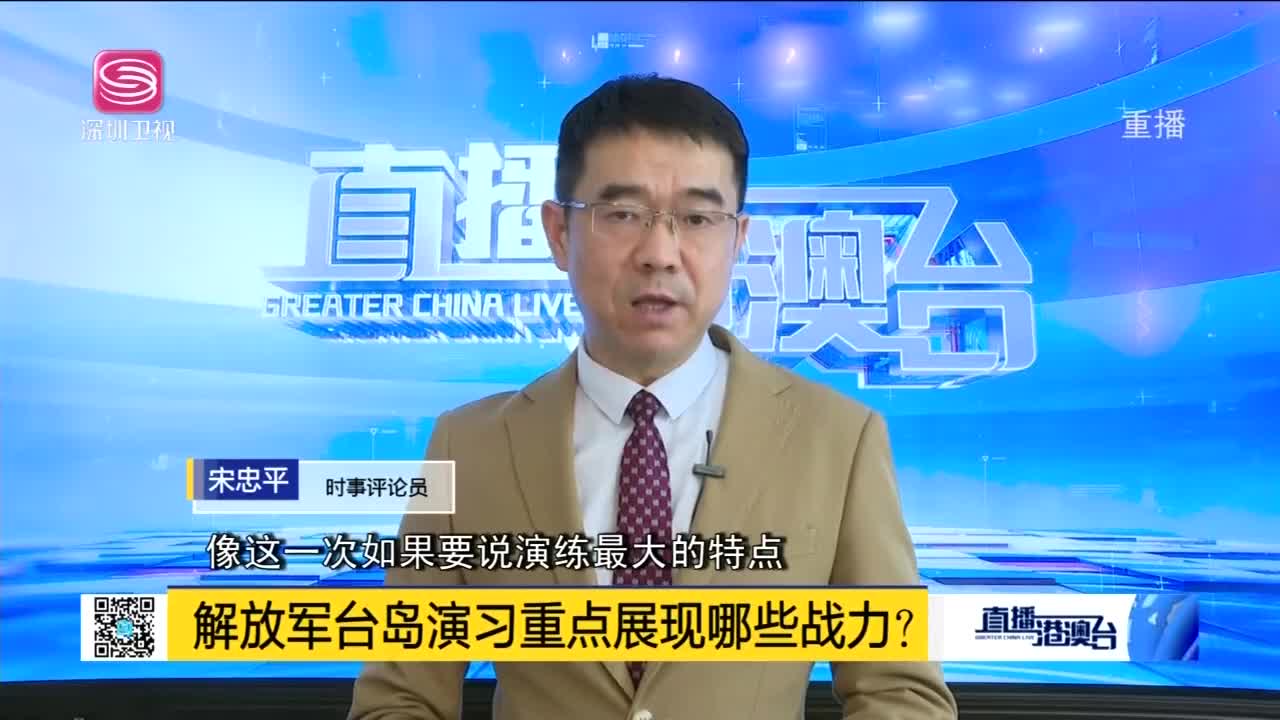 深圳卫视
重播
直播
港澳台
GREATER CHINA LIVE
宋忠平
时事评论员
像这一次如果要说演练最大的特点
解放军台岛演习重点展现哪些战力？
直播港澳台
GREATER CHINA LIVE